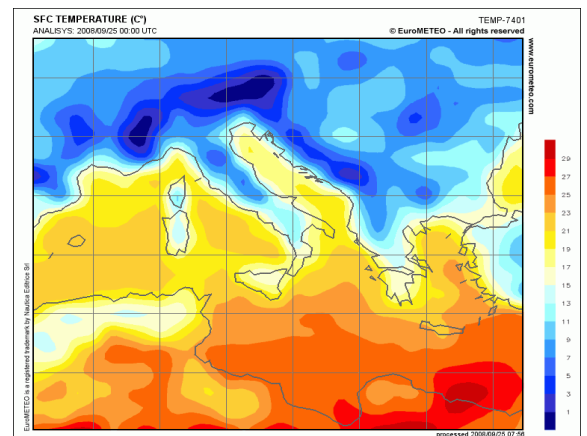 SFC TEMPERATURE (C°)
TEMP-7401
ANALISYS: 2008/09/25 00:00 UTC
© EuroMETEO - All rights reserved
www.eurometeo.com
EuroMETEO is a registered trademark by Nautica Editrice Srl
29
27
25
23
21
19
17
15
13
11
9
7
5
3
1
processed 2008/09/25 07:56